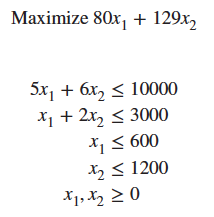 Maximize 80x₁ + 129x₂
5x₁ + 6x₂ ≤ 10000
x₁ + 2x₂ ≤ 3000
x₁ ≤ 600
x₂ ≤ 1200
x₁, x₂ ≥ 0